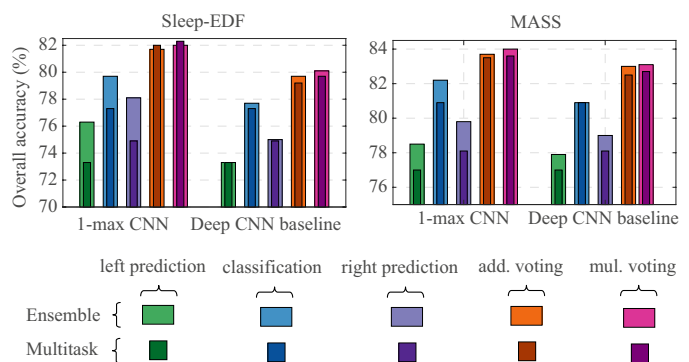 Sleep-EDF
MASS
Overall accuracy (%)
82
80
78
76
74
72
70
84
82
80
78
76
1-max CNN
Deep CNN baseline
1-max CNN
Deep CNN baseline
left prediction
classification
right prediction
add. voting
mul. voting
Ensemble
Multitask